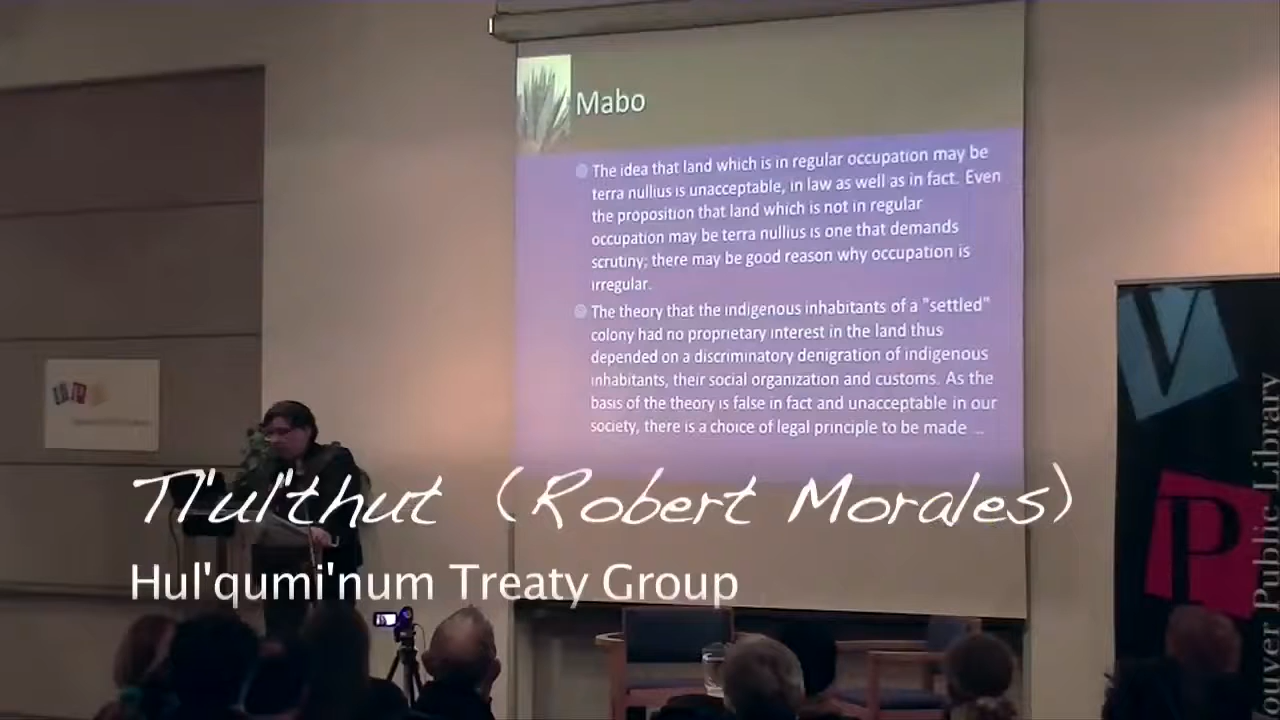 Mabo
The idea that land which is in regular occupation may be
terra nullius is unacceptable, in law as well as in fact. Even
the proposition that land which is not in regular
occupation may be terra nullius is one that demands
scrutiny; there may be good reason why occupation is
irregular.
The theory that the indigenous inhabitants of a "settled"
colony had no proprietary interest in the land thus
depended on a discriminatory denigration of indigenous
inhabitants, their social organization and customs. As the
basis of the theory is false in fact and unacceptable in our
society, there is a choice of legal principle to be made ...
Tl'ul'thut (Robert Morales)
Hul'qumi'num Treaty Group
V
P
ouver Public Library